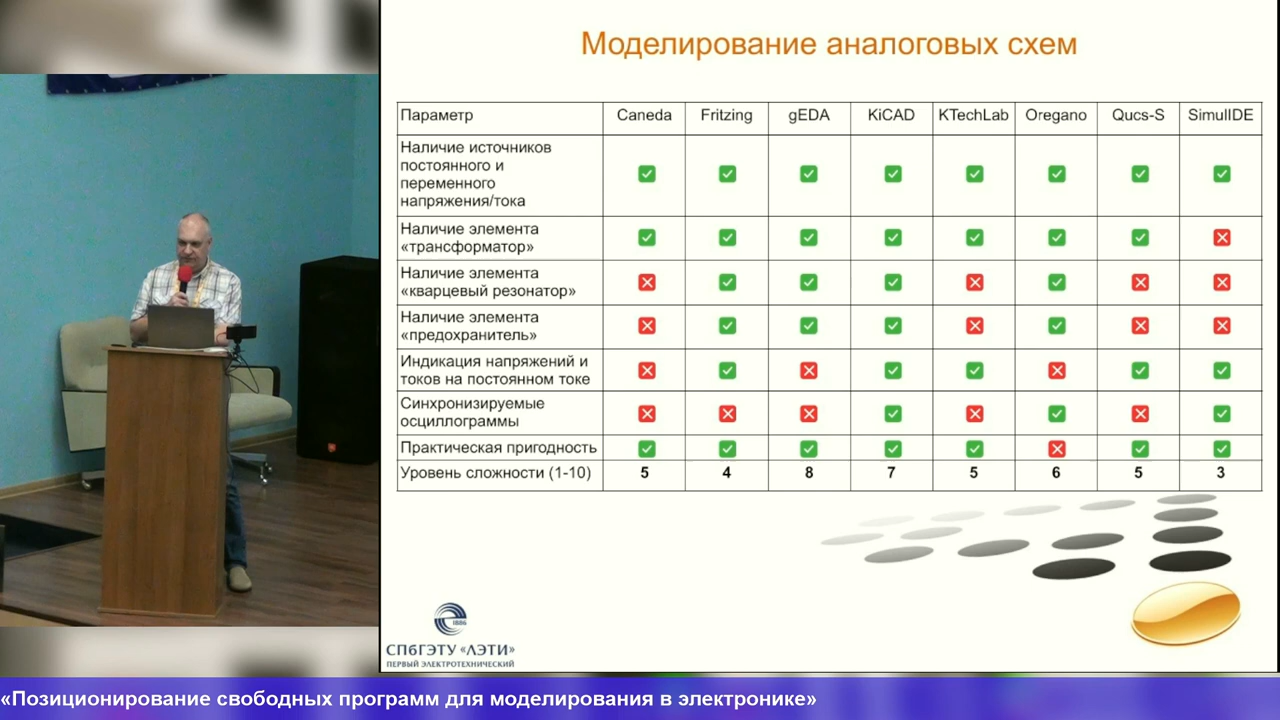 Моделирование аналоговых схем
Параметр Caneda Fritzing gEDA KiCAD KTechLab Oregano Qucs-S SimulIDE
Наличие источников
постоянного и
переменного
напряжения/тока
Наличие элемента
«трансформатор»
Наличие элемента
«кварцевый резонатор»
Наличие элемента
«предохранитель»
Индикация напряжений и
токов на постоянном токе
Синхронизируемые
осциллограммы
Практическая пригодность
Уровень сложности (1-10) 5 4 8 7 5 6 5 3
1886
СПбГЭТУ «ЛЭТИ»
ПЕРВЫЙ ЭЛЕКТРОТЕХНИЧЕСКИЙ
«Позиционирование свободных программ для моделирования в электронике»